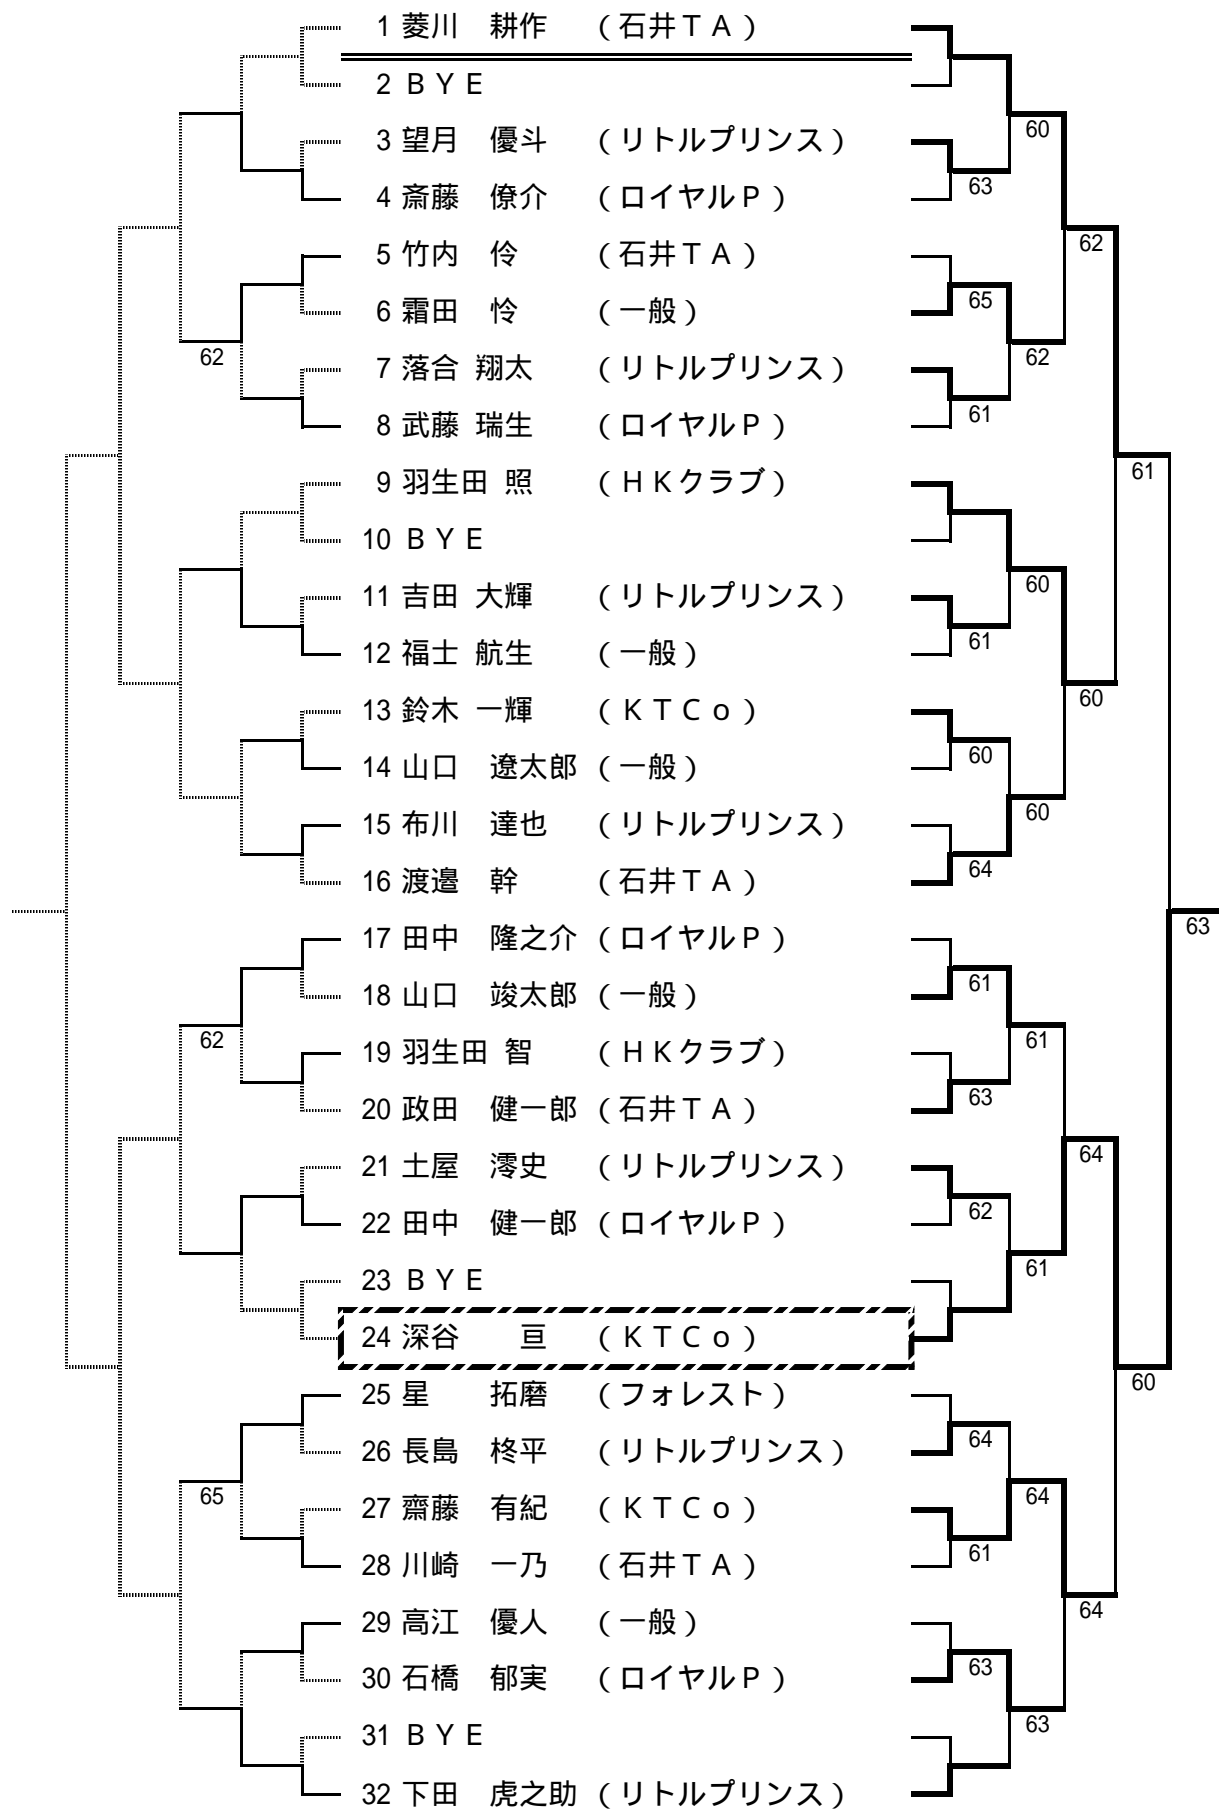 1 菱川 耕作 （石井ＴＡ）
2 ＢＹＥ
60
3 望月 優斗 （リトルプリンス）
63
4 斎藤 僚介 （ロイヤルＰ）
62
5 竹内 伶 （石井ＴＡ）
65
6 霜田 怜 （一般）
62
62
7 落合 翔太 （リトルプリンス）
61
8 武藤 瑞生 （ロイヤルＰ）
61
9 羽生田 照 （ＨＫクラブ）
10 ＢＹＥ
60
11 吉田 大輝 （リトルプリンス）
61
12 福士 航生 （一般）
60
13 鈴木 一輝 （ＫＴＣｏ）
60
14 山口 遼太郎 （一般）
60
15 布川 達也 （リトルプリンス）
64
16 渡邉 幹 （石井ＴＡ）
63
17 田中 隆之介 （ロイヤルＰ）
61
18 山口 竣太郎 （一般）
62
61
19 羽生田 智 （ＨＫクラブ）
63
20 政田 健一郎 （石井ＴＡ）
64
21 土屋 澪史 （リトルプリンス）
62
22 田中 健一郎 （ロイヤルＰ）
61
23 ＢＹＥ
24 深谷 亘 （ＫＴＣｏ）
60
25 星 拓磨 （フォレスト）
64
26 長島 柊平 （リトルプリンス）
65
64
27 齋藤 有紀 （ＫＴＣｏ）
61
28 川崎 一乃 （石井ＴＡ）
64
29 高江 優人 （一般）
63
30 石橋 郁実 （ロイヤルＰ）
63
31 ＢＹＥ
32 下田 虎之助 （リトルプリンス）